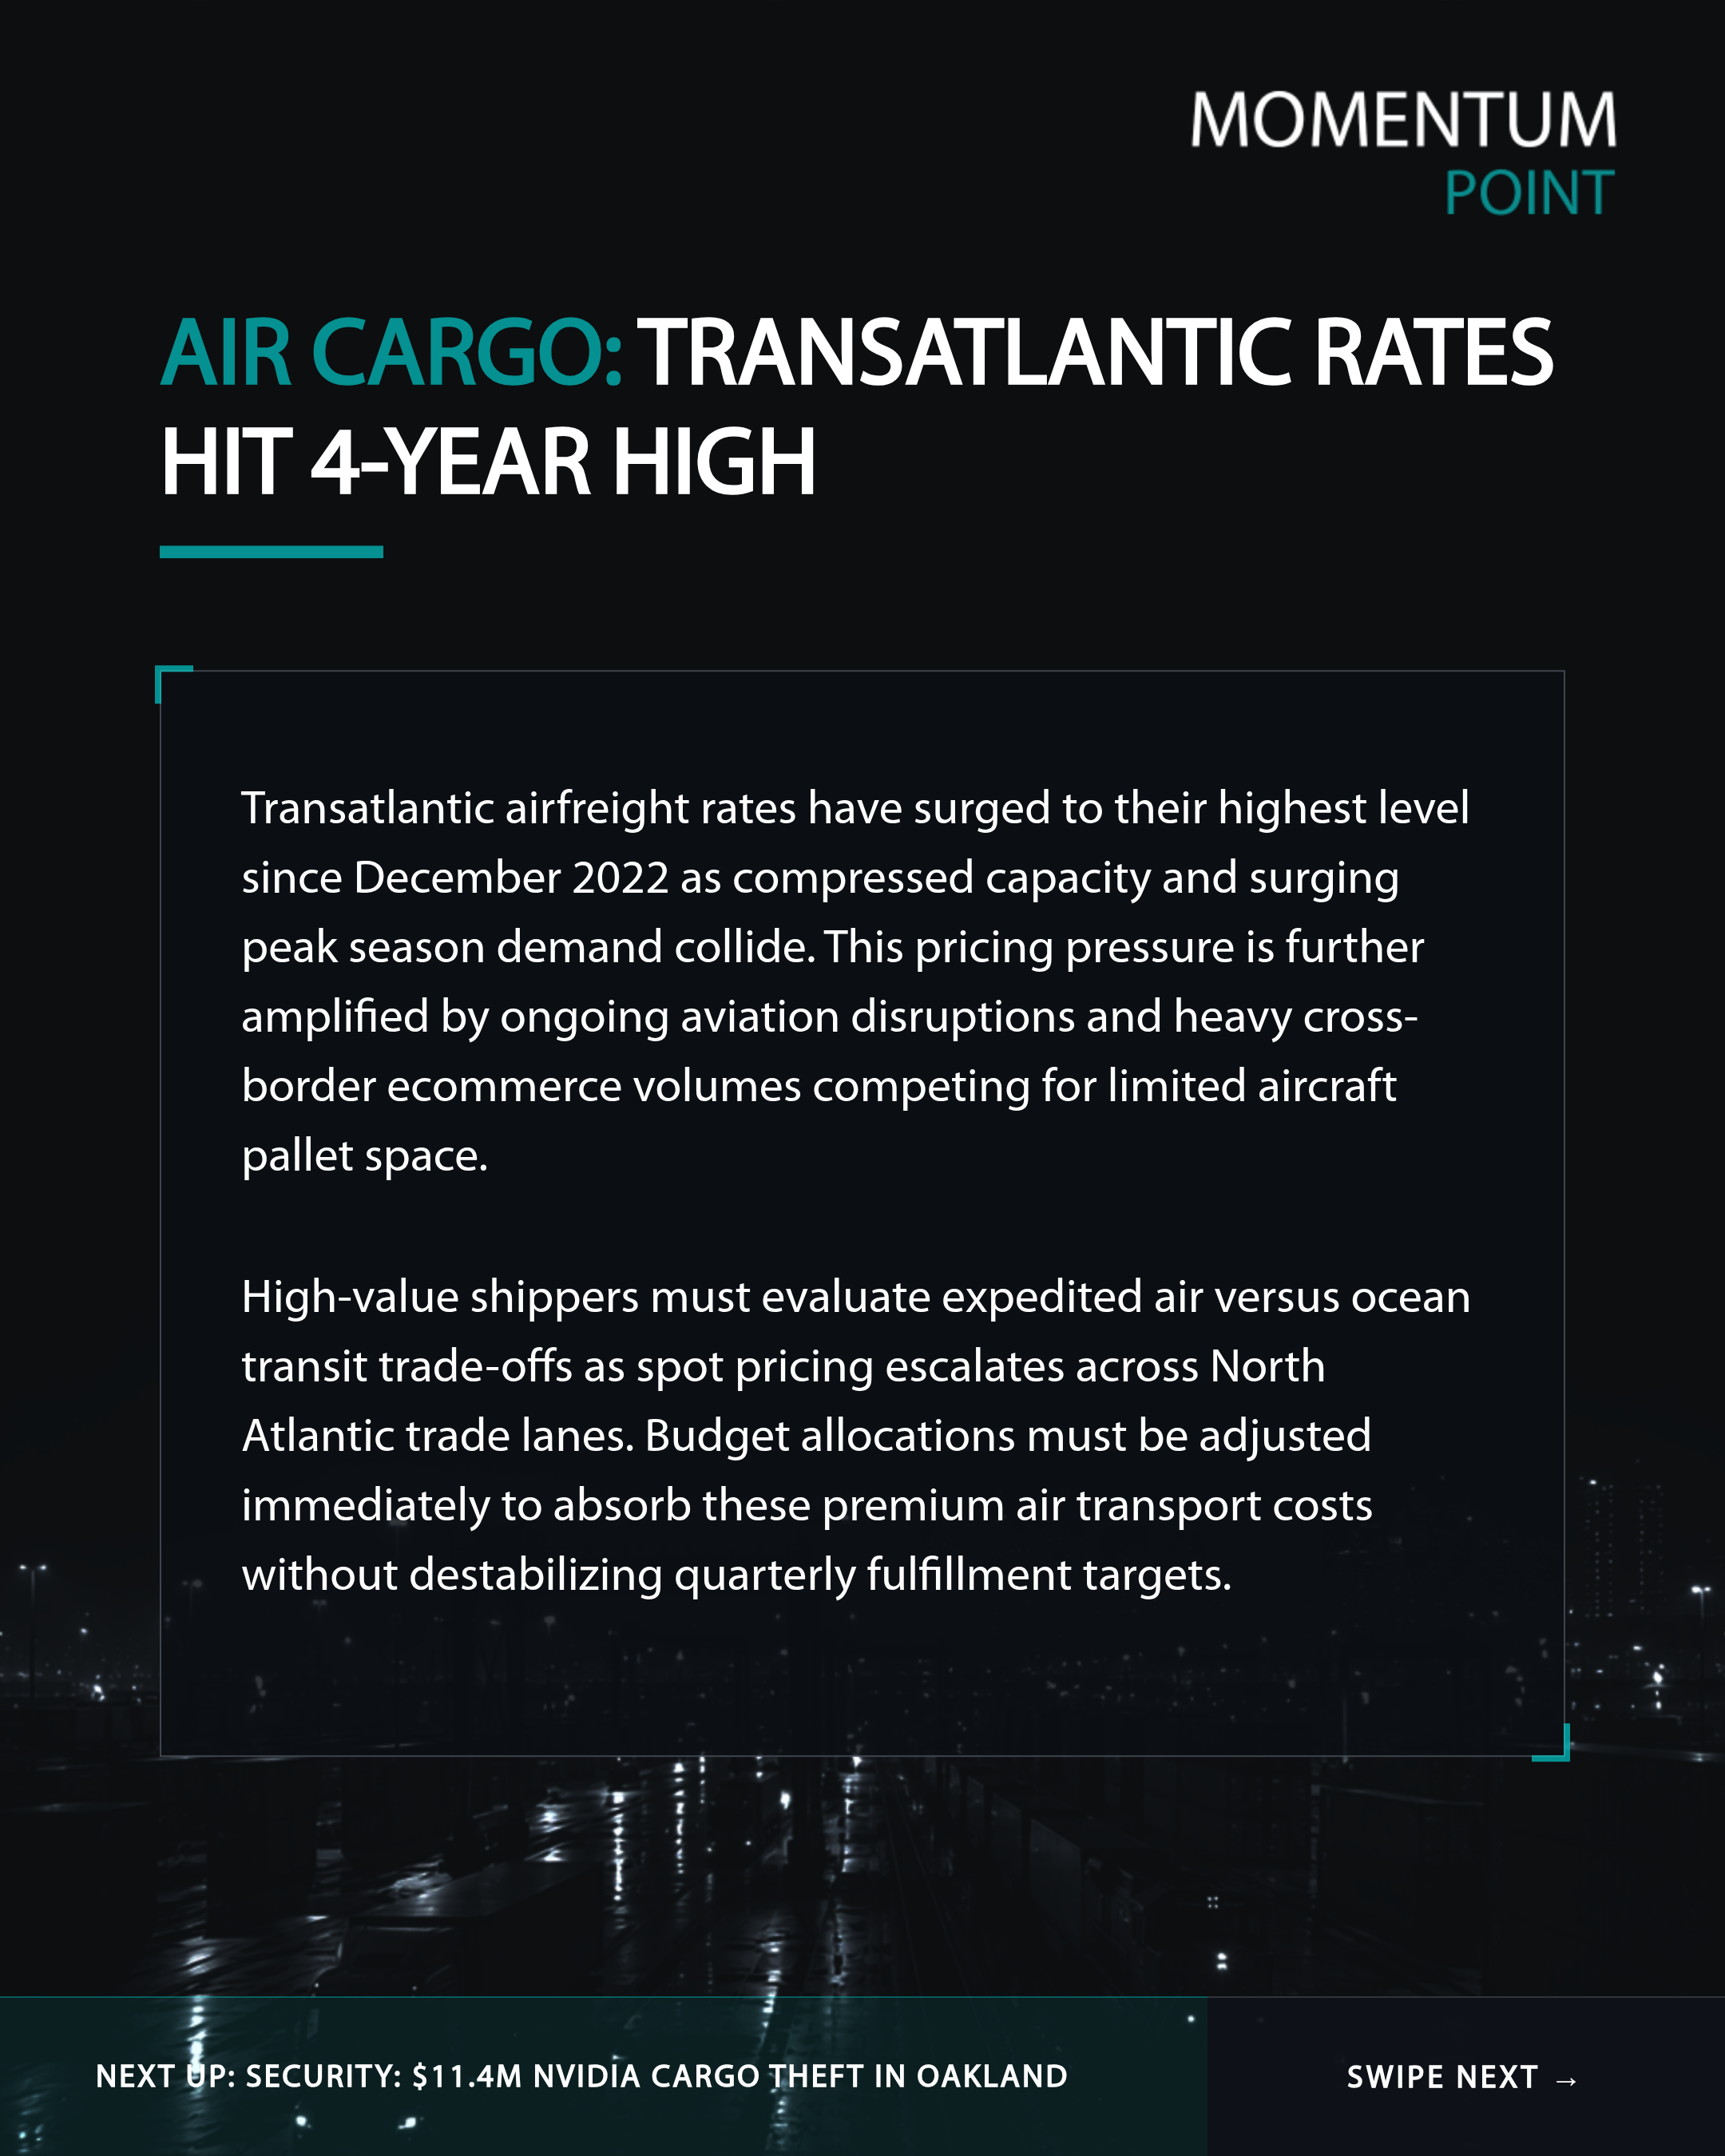 MOMENTUM
POINT
AIR CARGO: TRANSATLANTIC RATES
HIT 4-YEAR HIGH
Transatlantic airfreight rates have surged to their highest level
since December 2022 as compressed capacity and surging
peak season demand collide. This pricing pressure is further
amplified by ongoing aviation disruptions and heavy cross-
border ecommerce volumes competing for limited aircraft
pallet space.
High-value shippers must evaluate expedited air versus ocean
transit trade-offs as spot pricing escalates across North
Atlantic trade lanes. Budget allocations must be adjusted
immediately to absorb these premium air transport costs
without destabilizing quarterly fulfillment targets.
NEXT UP: SECURITY: $11.4M NVIDIA CARGO THEFT IN OAKLAND
SWIPE NEXT →